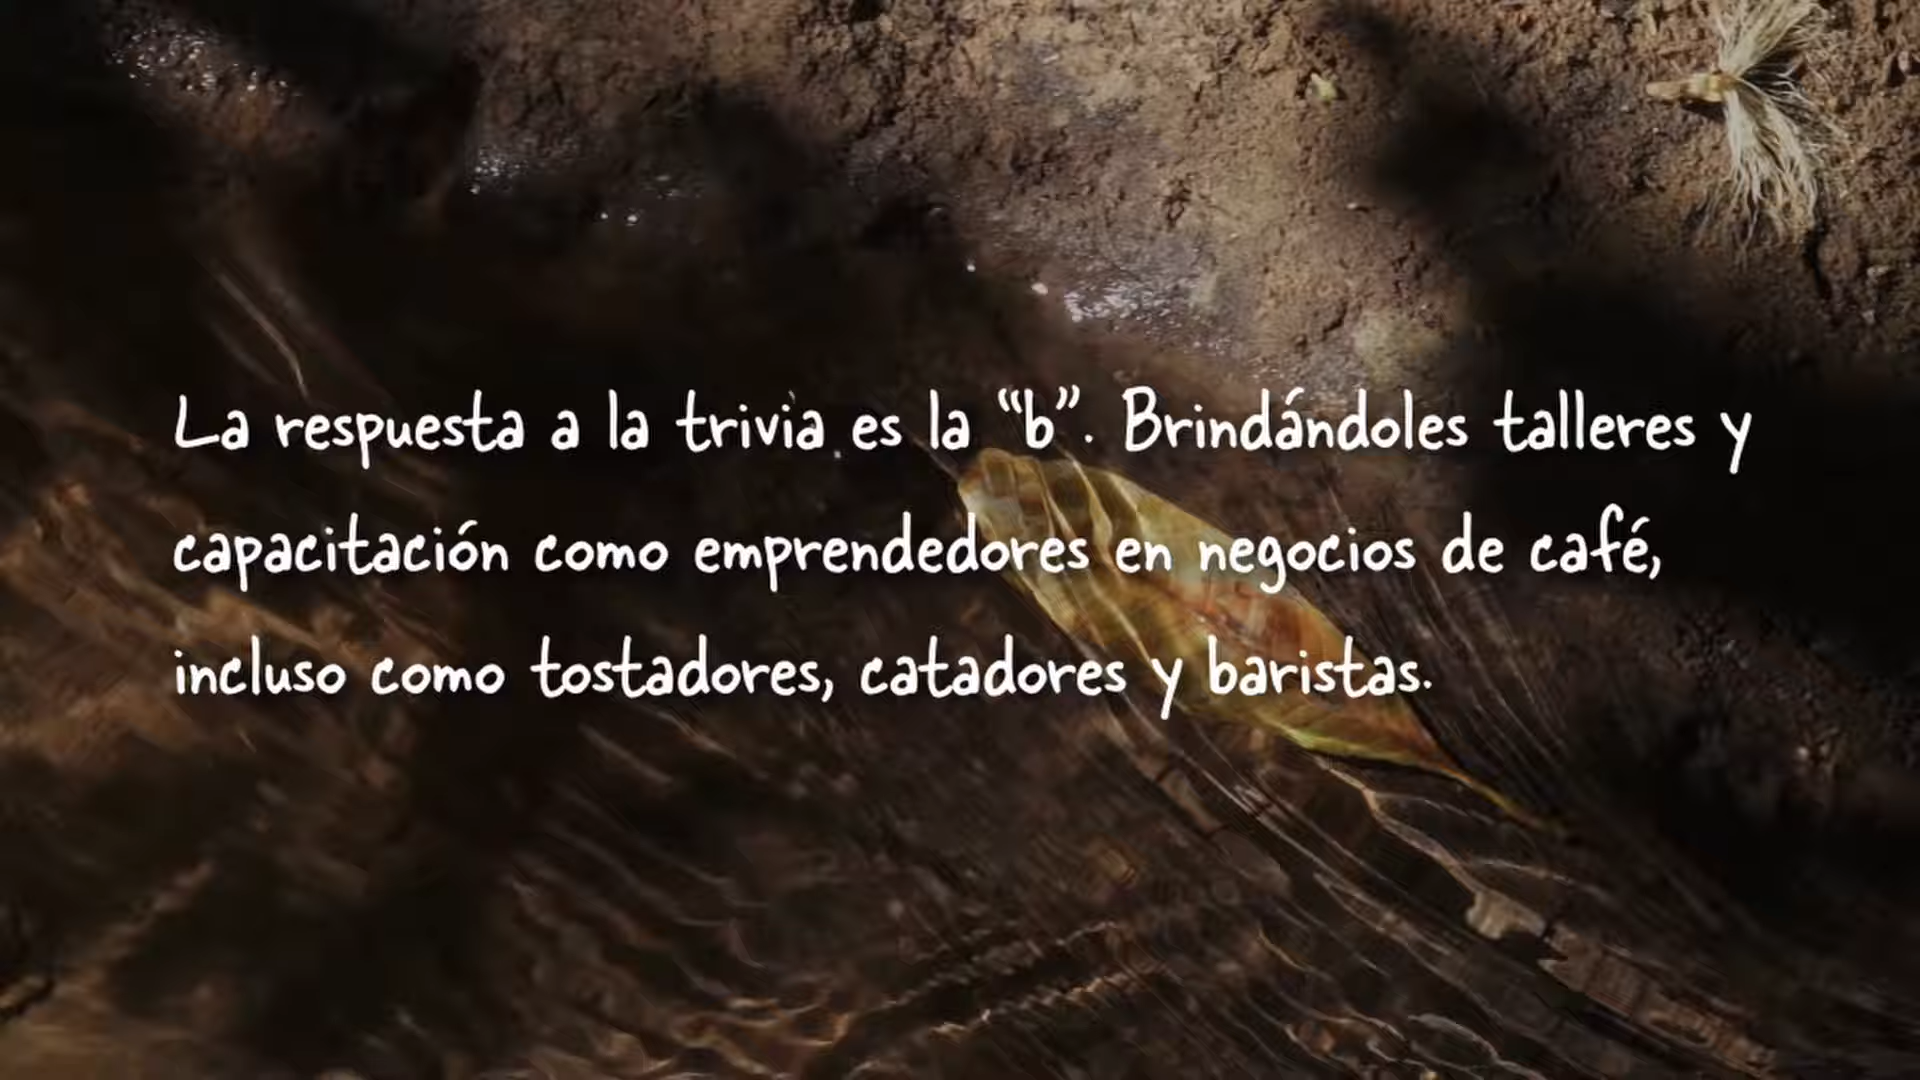 La respuesta a la trivia es la “b”. Brindándoles talleres y
capacitación como emprendedores en negocios de café,
incluso como tostadores, catadores y baristas.